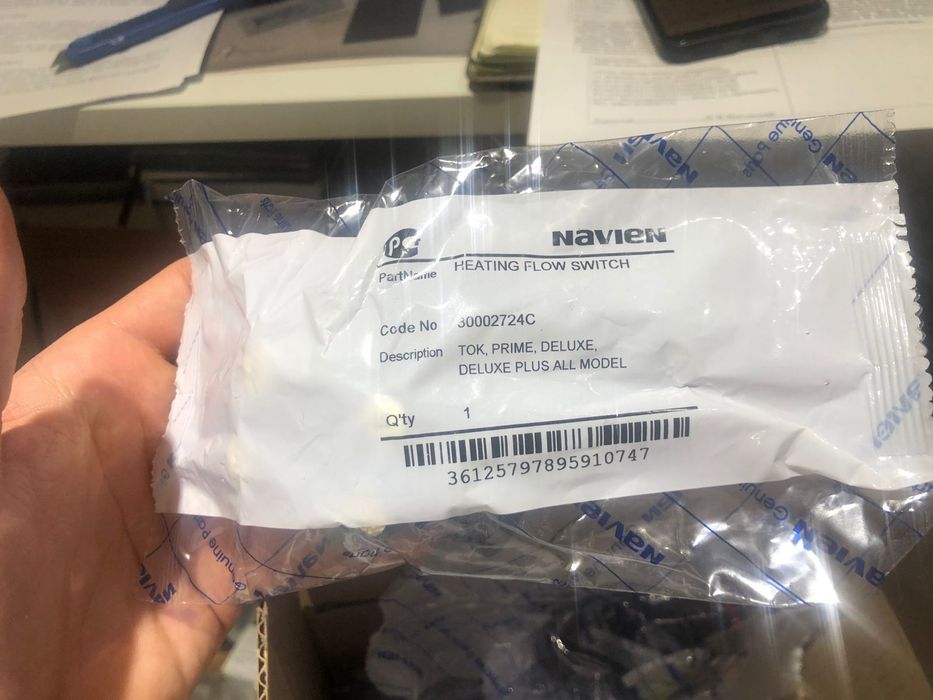 PG NAVIEN
PartName HEATING FLOW SWITCH
Code No 30002724C
Description TOK, PRIME, DELUXE,
DELUXE PLUS ALL MODEL
Q'ty 1
36125797895910747